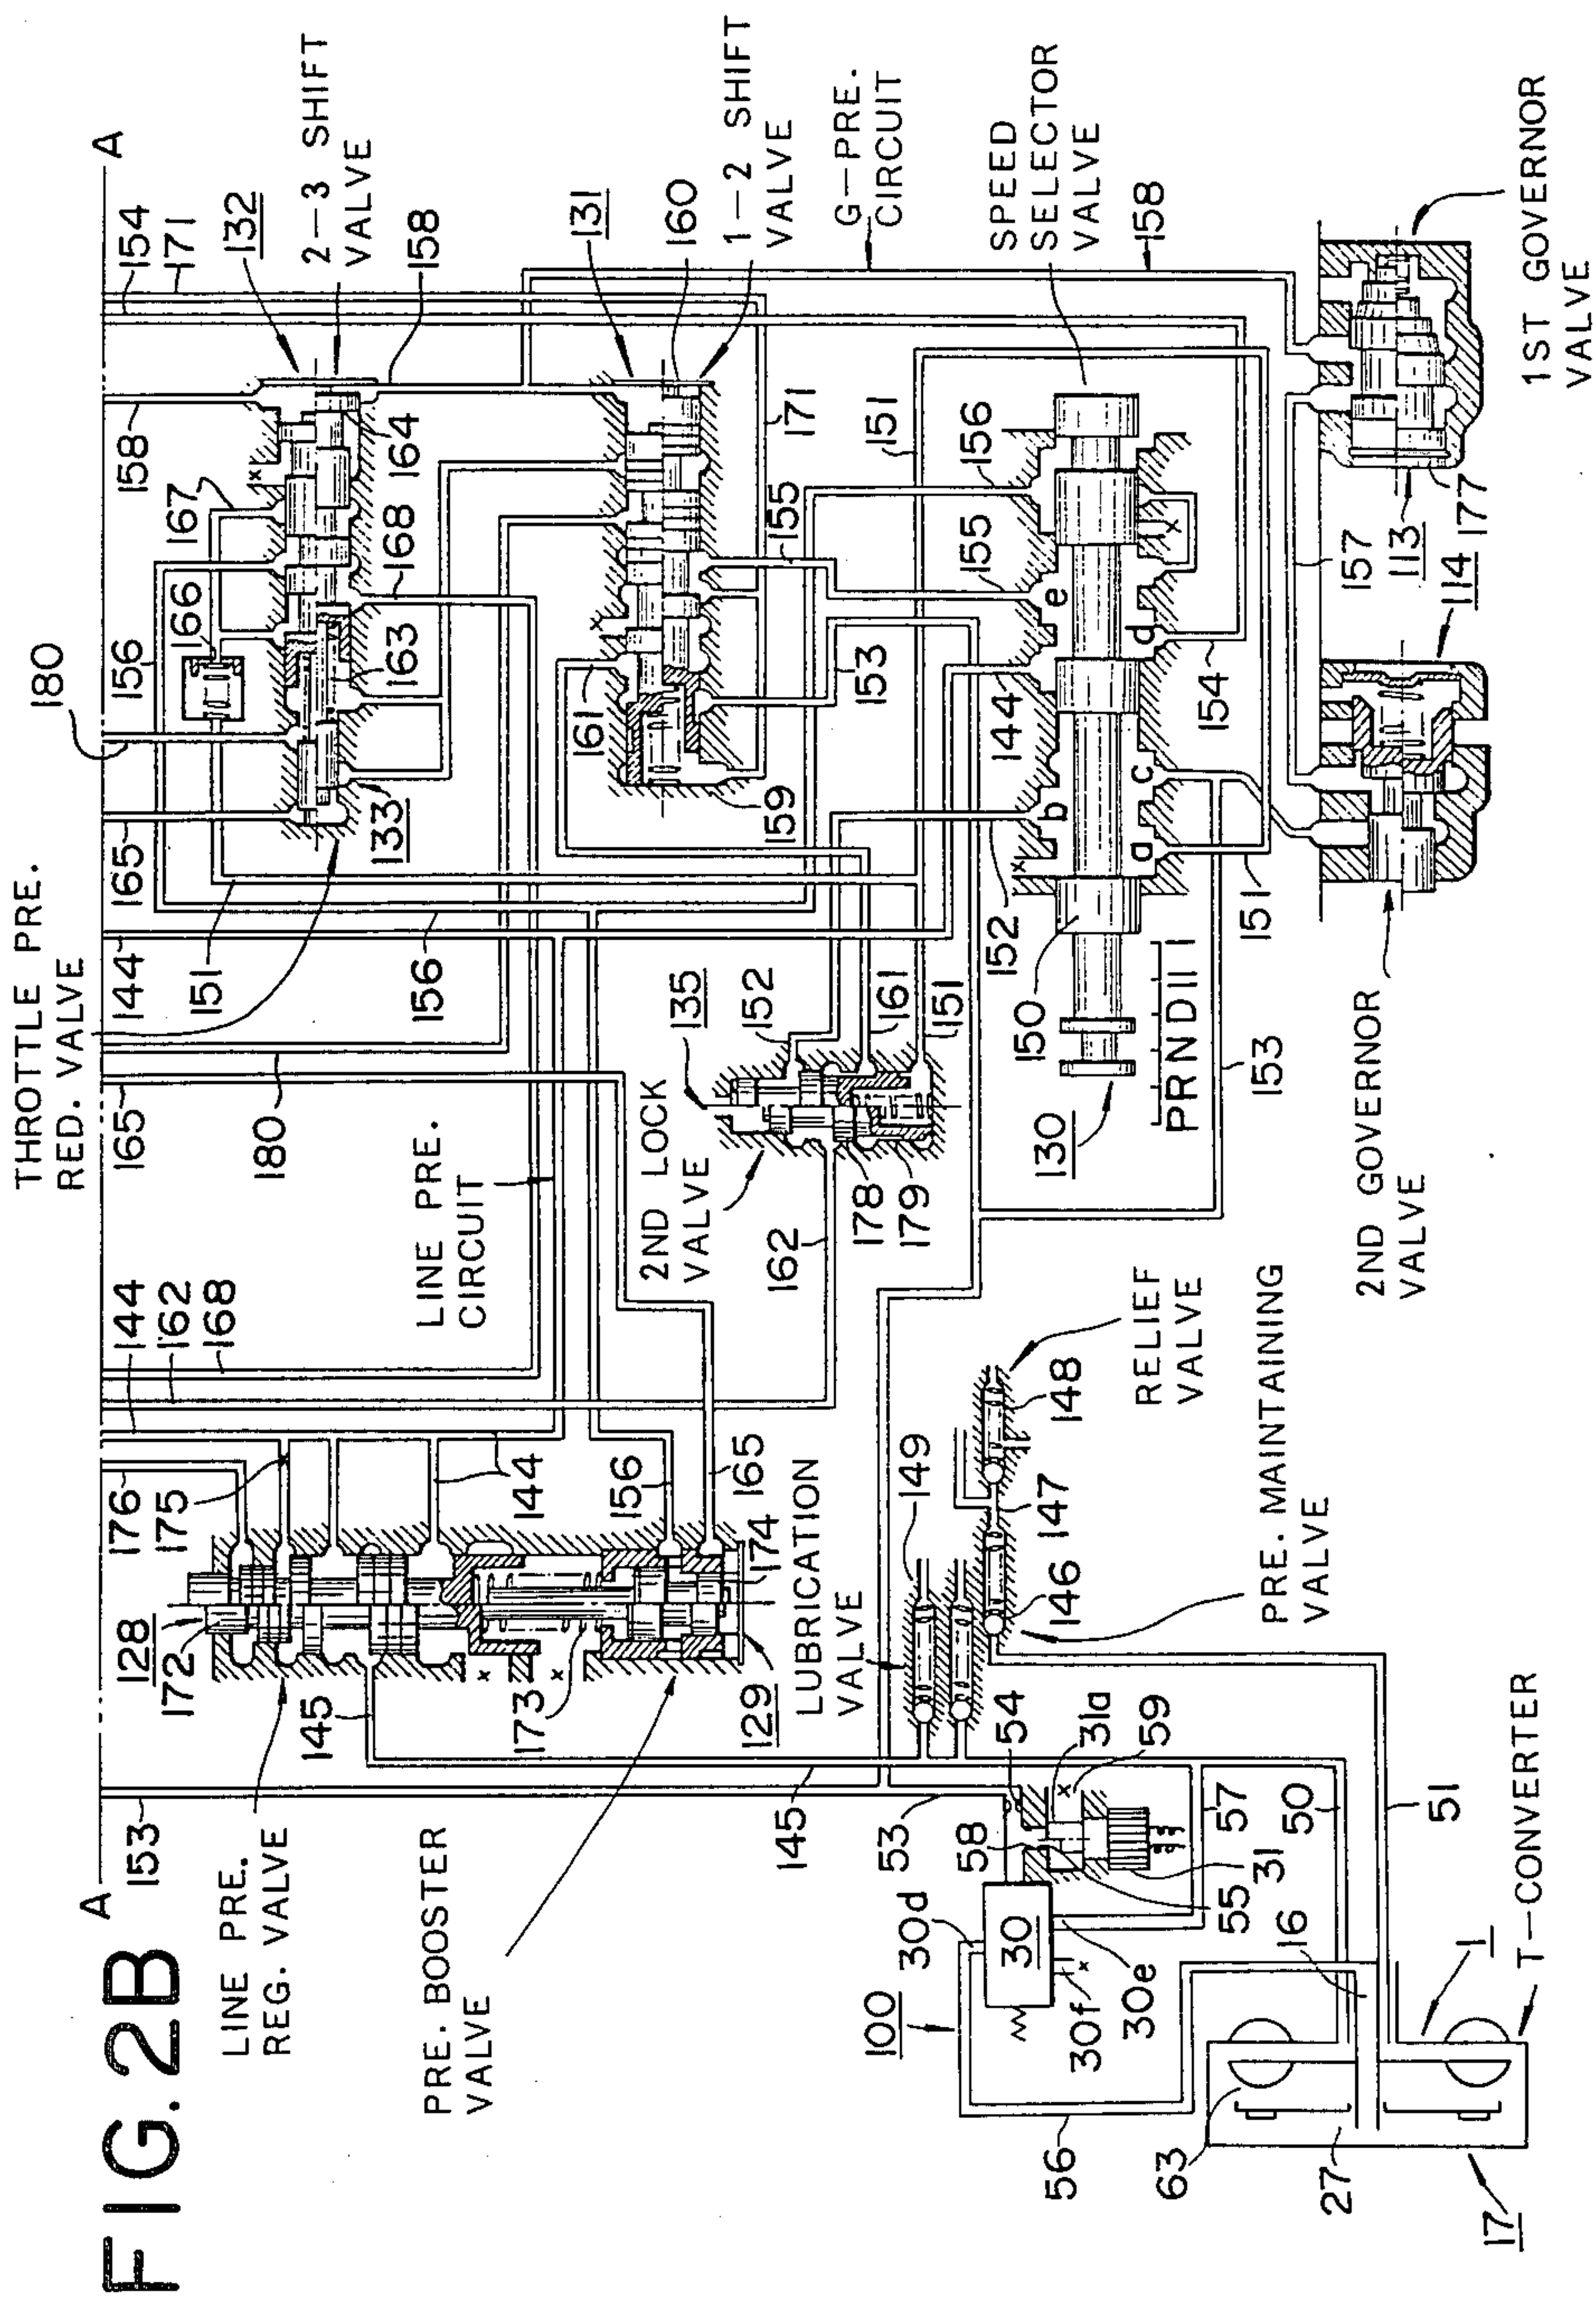 FIG. 2B
A
A
153
LINE PRE.
REG. VALVE
128
172
176
175
144
162
168
145
173
129
144
156
165
174
PRE. BOOSTER
VALVE
LUBRICATION
VALVE
149
145
53
54
58
31a
59
55
31
57
50
51
30d
30
30f
30e
100
56
63
27
16
1
17
T-CONVERTER
146
147
148
PRE. MAINTAINING
VALVE
RELIEF
VALVE
THROTTLE PRE.
RED. VALVE
165
180
144
165
151
156
LINE PRE.
CIRCUIT
2ND LOCK
VALVE
135
152
161
151
162
178
179
180
156
166
167
158
133
163
168
164
158
154
171
132
2-3 SHIFT
VALVE
131
160
1-2 SHIFT
VALVE
161
159
171
155
153
G-PRE.
CIRCUIT
158
SPEED
SELECTOR
VALVE
151
156
155
144
152
e
b
d
c
a
150
154
151
153
130
P R N D II I
157
113
177
114
1ST GOVERNOR
VALVE
2ND GOVERNOR
VALVE